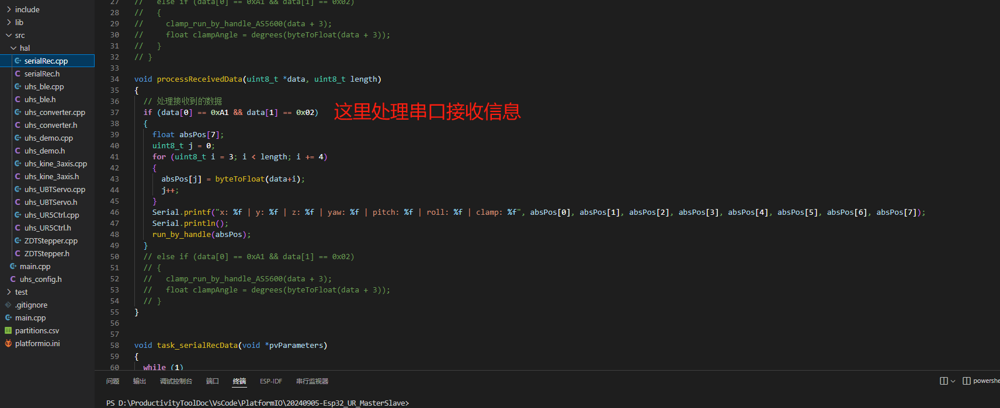 include
lib
src
hal
serialRec.cpp
serialRec.h
uhs_ble.cpp
uhs_ble.h
uhs_converter.cpp
uhs_converter.h
uhs_demo.cpp
uhs_demo.h
uhs_kine_3axis.cpp
uhs_kine_3axis.h
uhs_UBTServo.cpp
uhs_UBTServo.h
uhs_UR5Ctrl.cpp
uhs_UR5Ctrl.h
ZDTStepper.cpp
ZDTStepper.h
main.cpp
uhs_config.h
test
.gitignore
main.cpp
partitions.csv
platformio.ini
27 //   else if (data[0] == 0xA1 && data[1] == 0x02)
28 //   {
29 //     clamp_run_by_handle_AS5600(data + 3);
30 //     float clampAngle = degrees(byteToFloat(data + 3));
31 //   }
32 // }
33
34 void processReceivedData(uint8_t *data, uint8_t length)
35 {
36   // 处理接收到的数据
37   if (data[0] == 0xA1 && data[1] == 0x02) 这里处理串口接收信息
38   {
39     float absPos[7];
40     uint8_t j = 0;
41     for (uint8_t i = 3; i < length; i += 4)
42     {
43       absPos[j] = byteToFloat(data+i);
44       j++;
45     }
46     Serial.printf("x: %f | y: %f | z: %f | yaw: %f | pitch: %f | roll: %f | clamp: %f", absPos[0], absPos[1], absPos[2], absPos[3], absPos[4], absPos[5], absPos[6], absPos[7]);
47     Serial.println();
48     run_by_handle(absPos);
49   }
50   // else if (data[0] == 0xA1 && data[1] == 0x02)
51   // {
52   //   clamp_run_by_handle_AS5600(data + 3);
53   //   float clampAngle = degrees(byteToFloat(data + 3));
54   // }
55 }
56
57
58 void task_serialRecData(void *pvParameters)
59 {
60   while (1)
问题 输出 调试控制台 端口 终端 ESP-IDF 串行监视器
powershe
PS D:\ProductivityToolDoc\VsCode\PlatformIO\20240905-Esp32_UR_MasterSlave>